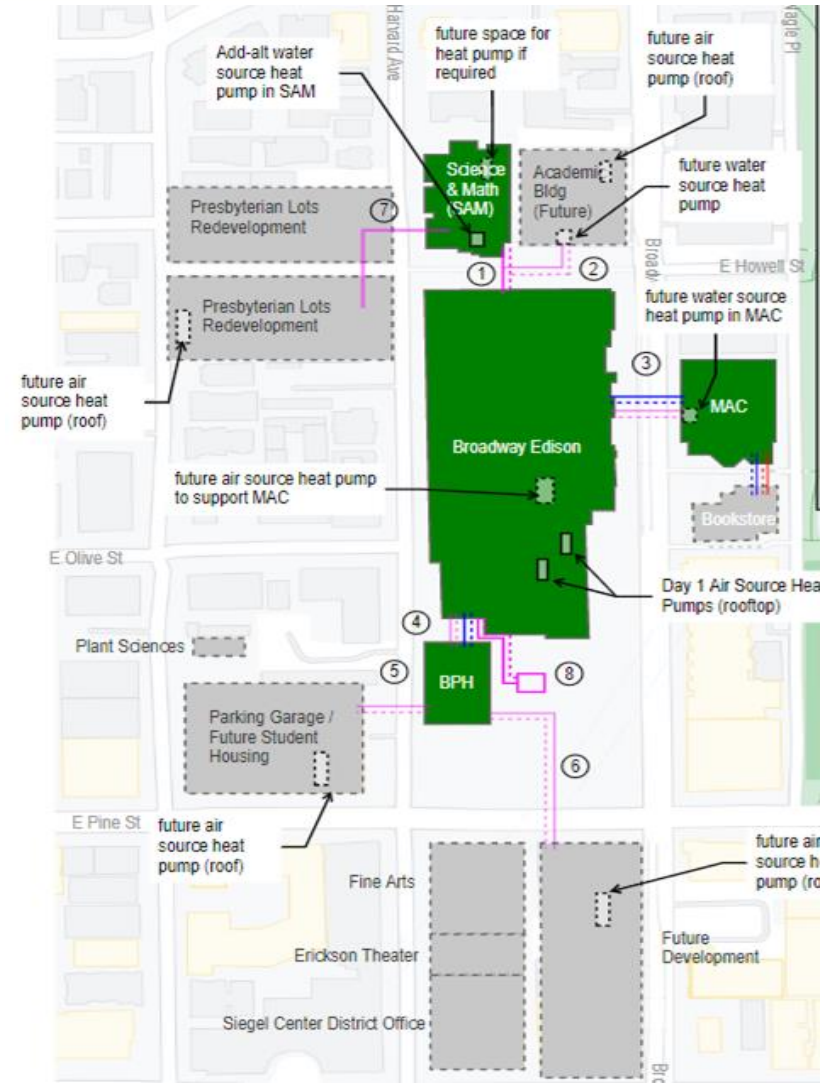 Harvard Ave
Nagle Pl
Add-alt water
source heat
pump in SAM
future space for
heat pump if
required
future air
source heat
pump (roof)
Science
& Math
(SAM)
Academic
Bldg
(Future)
future water
source heat
pump
Presbyterian Lots
Redevelopment
7
1
2
Broadw
E Howell St
Presbyterian Lots
Redevelopment
future water source
heat pump in MAC
3
future air
source heat
pump (roof)
MAC
Broadway Edison
future air source heat pump
to support MAC
Bookstore
E Olive St
Day 1 Air Source Hea
Pumps (rooftop)
4
Plant Sciences
5
BPH
8
Parking Garage /
Future Student
Housing
6
E Pine St
future air
source heat
pump (roof)
future air
source h
pump (ro
Fine Arts
Erickson Theater
Future
Development
Siegel Center District Office
Bro